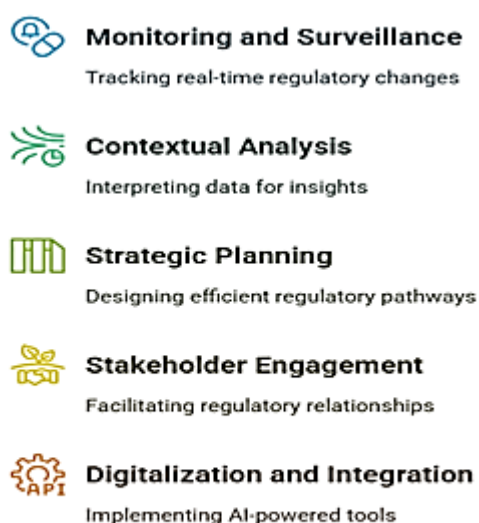 Monitoring and Surveillance
Tracking real-time regulatory changes
Contextual Analysis
Interpreting data for insights
Strategic Planning
Designing efficient regulatory pathways
Stakeholder Engagement
Facilitating regulatory relationships
API
Digitalization and Integration
Implementing AI-powered tools